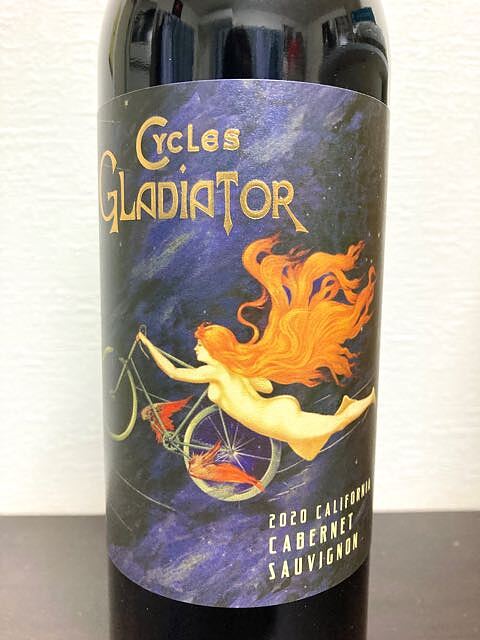 Cycles
GLADiATOR
2020 CALIFORNIA
CABERNET
SAUVIGNON